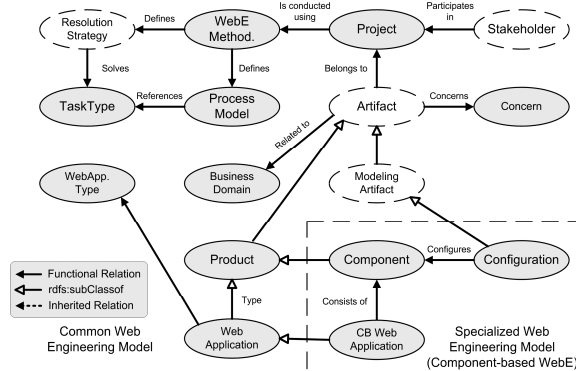 Resolution
Strategy
Defines
WebE
Method.
Is conducted
using
Project
Participates
in
Stakeholder
Solves
Defines
Belongs to
TaskType
References
Process
Model
Artifact
Concerns
Concern
Related to
WebApp.
Type
Business
Domain
Modeling
Artifact
Product
Component
Configures
Configuration
Functional Relation
rdfs:subClassof
Inherited Relation
Type
Consists of
Common Web
Engineering Model
Web
Application
CB Web
Application
Specialized Web
Engineering Model
(Component-based WebE)